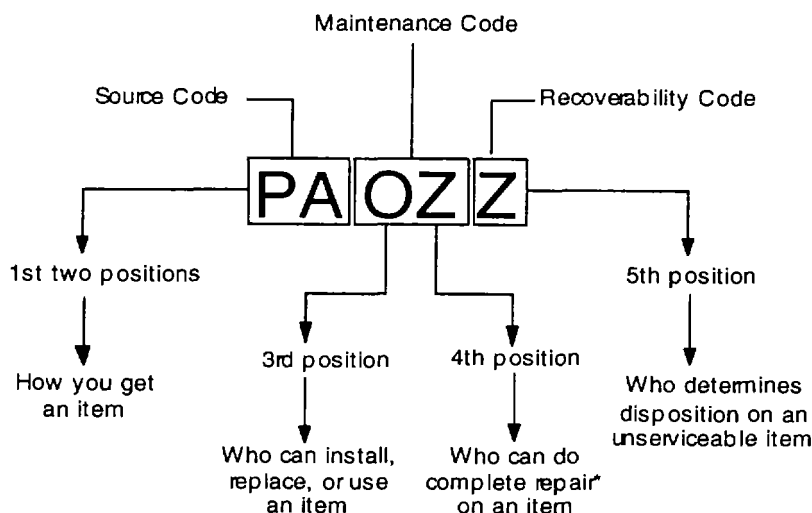 Maintenance Code
Source Code
Recoverability Code
PA OZ Z
1st two positions
5th position
3rd position
4th position
How you get
an item
Who determines
disposition on an
unserviceable item
Who can install,
replace, or use
an item
Who can do
complete repair*
on an item